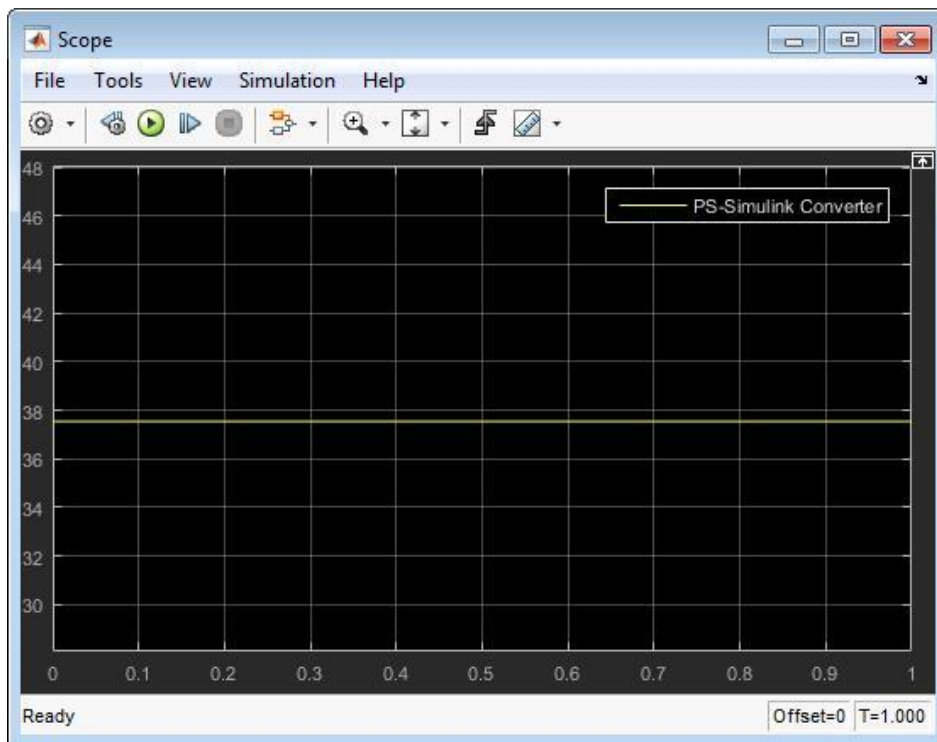 Scope
File Tools View Simulation Help
PS-Simulink Converter
48
46
44
42
40
38
36
34
32
30
0 0.1 0.2 0.3 0.4 0.5 0.6 0.7 0.8 0.9 1
Ready Offset=0 T=1.000